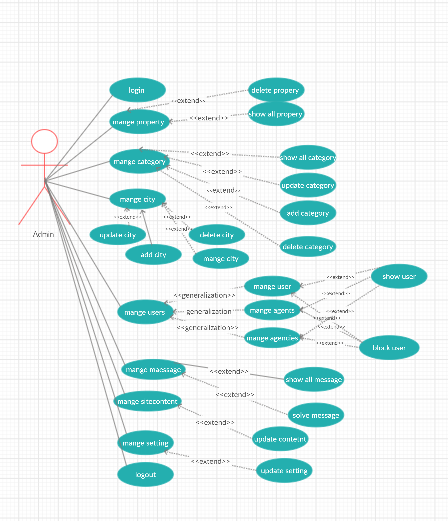 login
delete propery
<<extend>>
show all propery
mange property
<<extend>>
<<extend>>
show all category
mange category
<<extend>>
update category
<<extend>>
mange city
add category
<<extend>>
<<extend>>
<<extend>>
<<extend>>
Admin
update city
delete city
delete category
add city
mange city
show user
<<extend>>
mange user
<<generalization>>
<<extend>>
mange users
generalization
mange agents
<<extend>>
<<extend>>
<<generalization>>
<<extend>>
mange agencies
<<extend>>
block user
mange maessage
<<extend>>
show all message
<<extend>>
mange sitecontent
solve message
<<extend>>
update conteint
mange setting
<<extend>>
update setting
logout